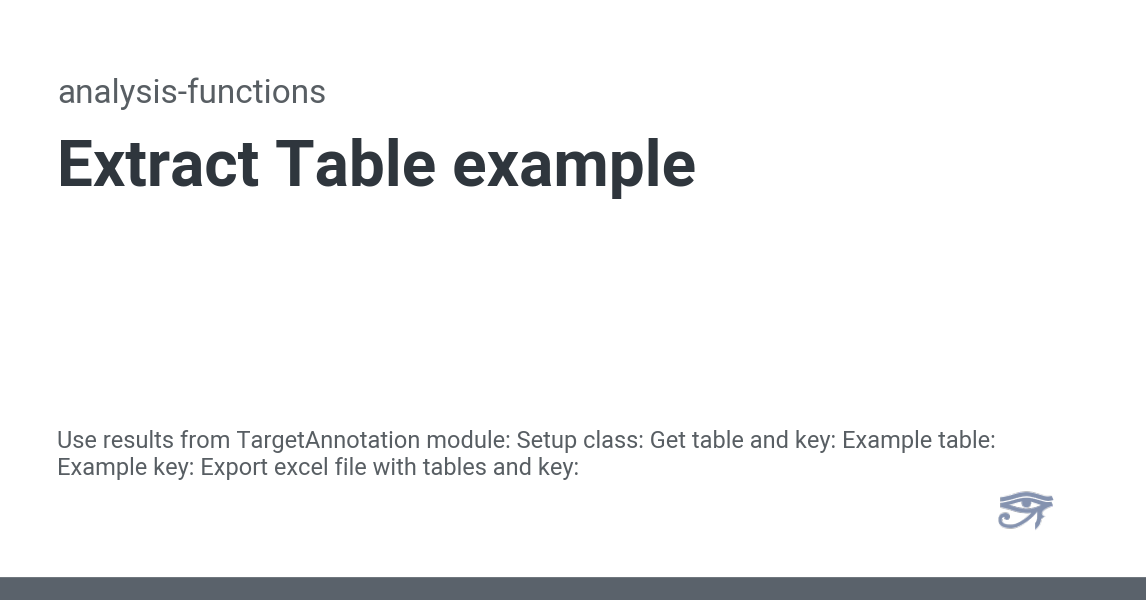 analysis-functions
Extract Table example
Use results from TargetAnnotation module: Setup class: Get table and key: Example table:
Example key: Export excel file with tables and key: